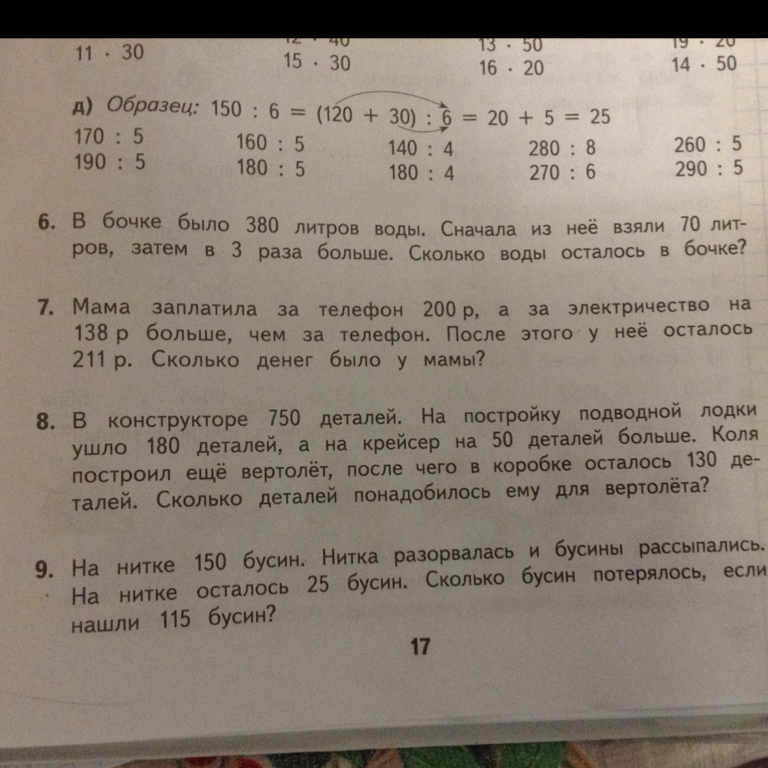 11 · 30 12 · 40 13 · 50 19 · 20
15 · 30 16 · 20 14 · 50
д) Образец: 150 : 6 = (120 + 30) : 6 = 20 + 5 = 25
170 : 5 160 : 5 140 : 4 280 : 8 260 : 5
190 : 5 180 : 5 180 : 4 270 : 6 290 : 5
6. В бочке было 380 литров воды. Сначала из неё взяли 70 лит-
ров, затем в 3 раза больше. Сколько воды осталось в бочке?
7. Мама заплатила за телефон 200 р, а за электричество на
138 р больше, чем за телефон. После этого у неё осталось
211 р. Сколько денег было у мамы?
8. В конструкторе 750 деталей. На постройку подводной лодки
ушло 180 деталей, а на крейсер на 50 деталей больше. Коля
построил ещё вертолёт, после чего в коробке осталось 130 де-
талей. Сколько деталей понадобилось ему для вертолёта?
9. На нитке 150 бусин. Нитка разорвалась и бусины рассыпались.
На нитке осталось 25 бусин. Сколько бусин потерялось, если
нашли 115 бусин?
17